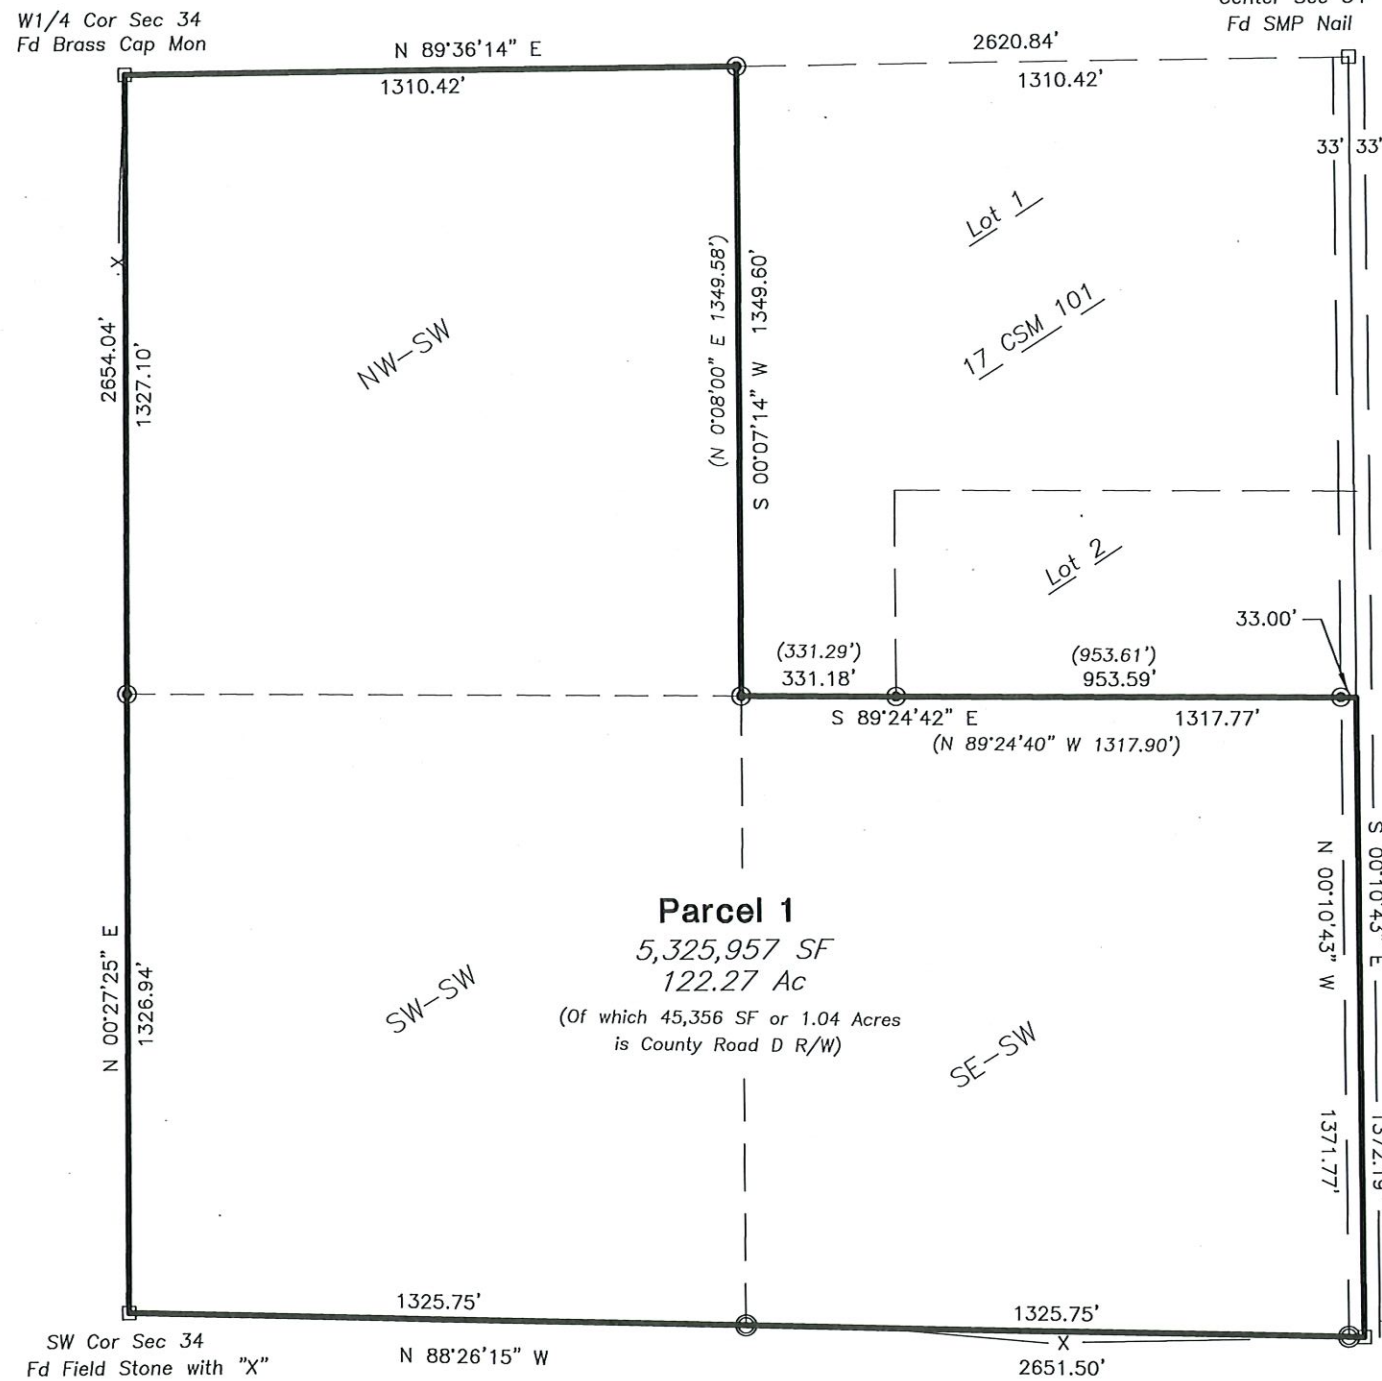 W1/4 Cor Sec 34
Fd Brass Cap Mon
N 89°36'14" E
1310.42'
2620.84'
1310.42'
Fd SMP Nail
33' 33'
Lot 1
17 CSM 101
X
2654.04'
1327.10'
NW-SW
(N 0°08'00" E 1349.58')
S 00°07'14" W 1349.60'
Lot 2
33.00'
(331.29')
331.18'
(953.61')
953.59'
S 89°24'42" E
1317.77'
(N 89°24'40" W 1317.90')
N 00°27'25" E
1326.94'
Parcel 1
5,325,957 SF
122.27 Ac
(Of which 45,356 SF or 1.04 Acres
is County Road D R/W)
SW-SW
SE-SW
N 00°10'43" W
1371.77'
S 00°10'43" E
1372.19
1325.75'
1325.75'
SW Cor Sec 34
Fd Field Stone with "X"
N 88°26'15" W
X
2651.50'